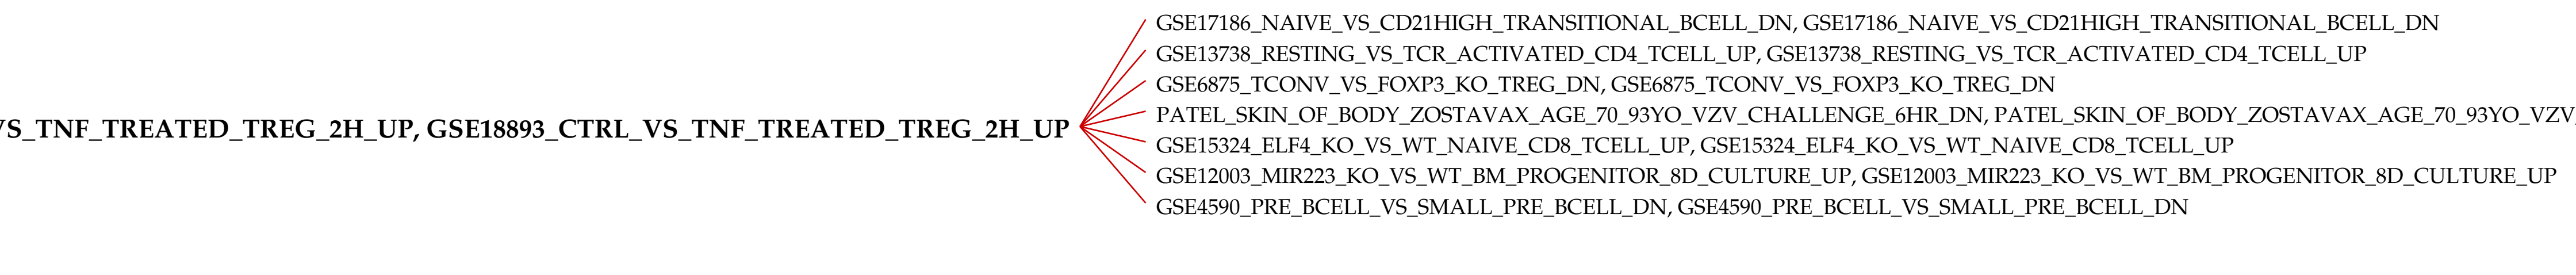 GSE17186_NAIVE_VS_CD21HIGH_TRANSITIONAL_BCELL_DN, GSE17186_NAIVE_VS_CD21HIGH_TRANSITIONAL_BCELL_DN
GSE13738_RESTING_VS_TCR_ACTIVATED_CD4_TCELL_UP, GSE13738_RESTING_VS_TCR_ACTIVATED_CD4_TCELL_UP
GSE6875_TCONV_VS_FOXP3_KO_TREG_DN, GSE6875_TCONV_VS_FOXP3_KO_TREG_DN
PATEL_SKIN_OF_BODY_ZOSTAVAX_AGE_70_93YO_VZV_CHALLENGE_6HR_DN, PATEL_SKIN_OF_BODY_ZOSTAVAX_AGE_70_93YO_VZV
VS_TNF_TREATED_TREG_2H_UP, GSE18893_CTRL_VS_TNF_TREATED_TREG_2H_UP
GSE15324_ELF4_KO_VS_WT_NAIVE_CD8_TCELL_UP, GSE15324_ELF4_KO_VS_WT_NAIVE_CD8_TCELL_UP
GSE12003_MIR223_KO_VS_WT_BM_PROGENITOR_8D_CULTURE_UP, GSE12003_MIR223_KO_VS_WT_BM_PROGENITOR_8D_CULTURE_UP
GSE4590_PRE_BCELL_VS_SMALL_PRE_BCELL_DN, GSE4590_PRE_BCELL_VS_SMALL_PRE_BCELL_DN